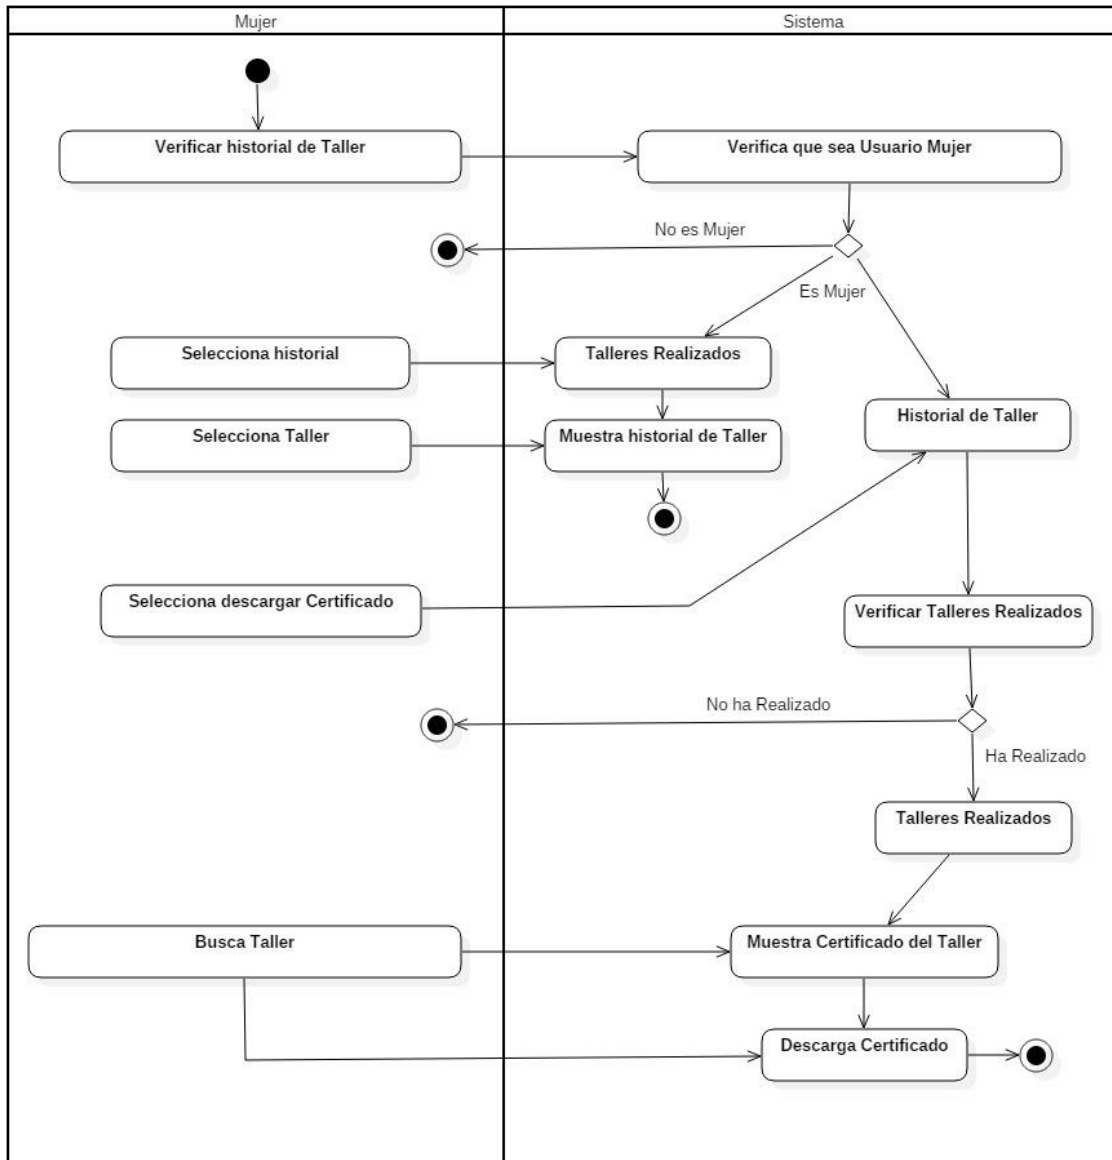 Mujer
Sistema
Verificar historial de Taller
Verifica que sea Usuario Mujer
No es Mujer
Es Mujer
Selecciona historial
Talleres Realizados
Historial de Taller
Selecciona Taller
Muestra historial de Taller
Selecciona descargar Certificado
Verificar Talleres Realizados
No ha Realizado
Ha Realizado
Talleres Realizados
Busca Taller
Muestra Certificado del Taller
Descarga Certificado